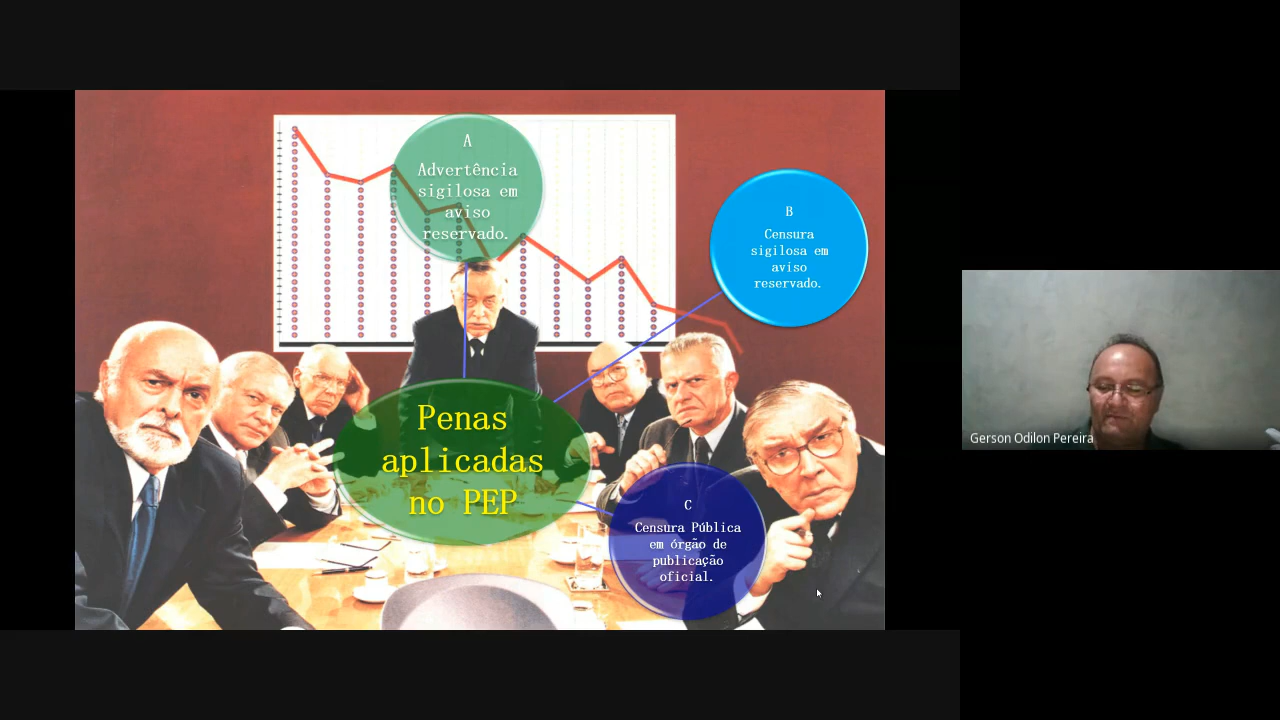 A
Advertência
sigilosa em
aviso
reservado.
B
Censura
sigilosa em
aviso
reservado.
Penas
aplicadas
no PEP
C
Censura Pública
em órgão de
publicação
oficial.
Gerson Odilon Pereira